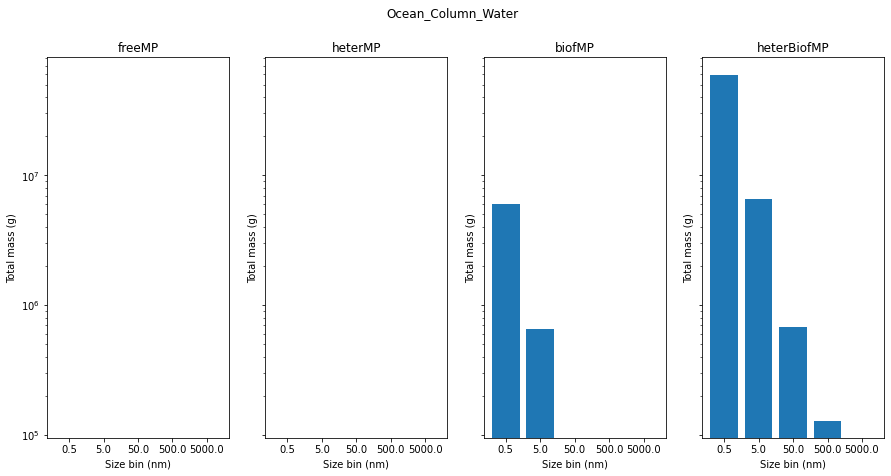 Ocean_Column_Water
freeMP
heterMP
biofMP
heterBiofMP
Total mass (g)
10^7
10^6
10^5
0.5 5.0 50.0 500.0 5000.0
Size bin (nm)
Total mass (g)
0.5 5.0 50.0 500.0 5000.0
Size bin (nm)
Total mass (g)
0.5 5.0 50.0 500.0 5000.0
Size bin (nm)
Total mass (g)
0.5 5.0 50.0 500.0 5000.0
Size bin (nm)